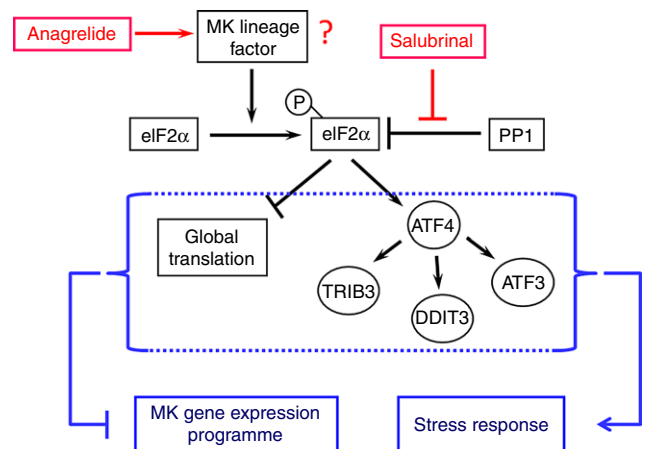 Anagrelide
MK lineage
factor
?
Salubrinal
P
eIF2α
eIF2α
PP1
Global
translation
ATF4
TRIB3
DDIT3
ATF3
MK gene expression
programme
Stress response